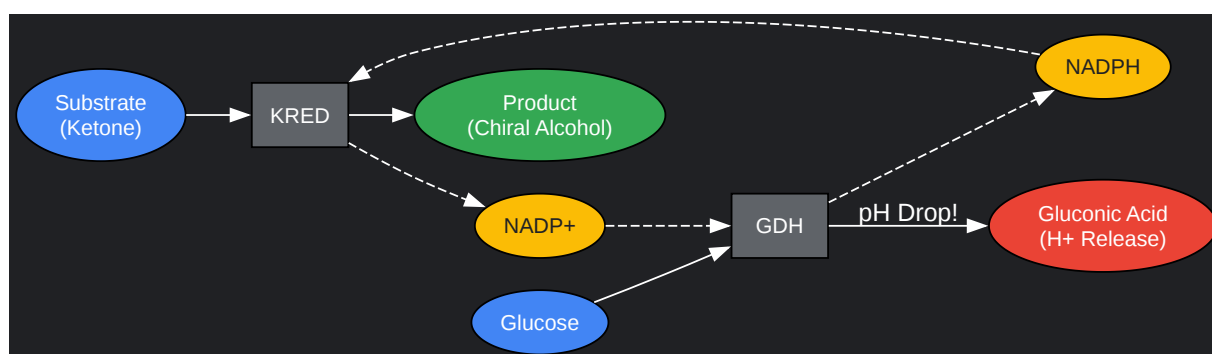 NADPH
Substrate
(Ketone)
KRED
Product
(Chiral Alcohol)
NADP+
GDH
pH Drop!
Gluconic Acid
(H+ Release)
Glucose